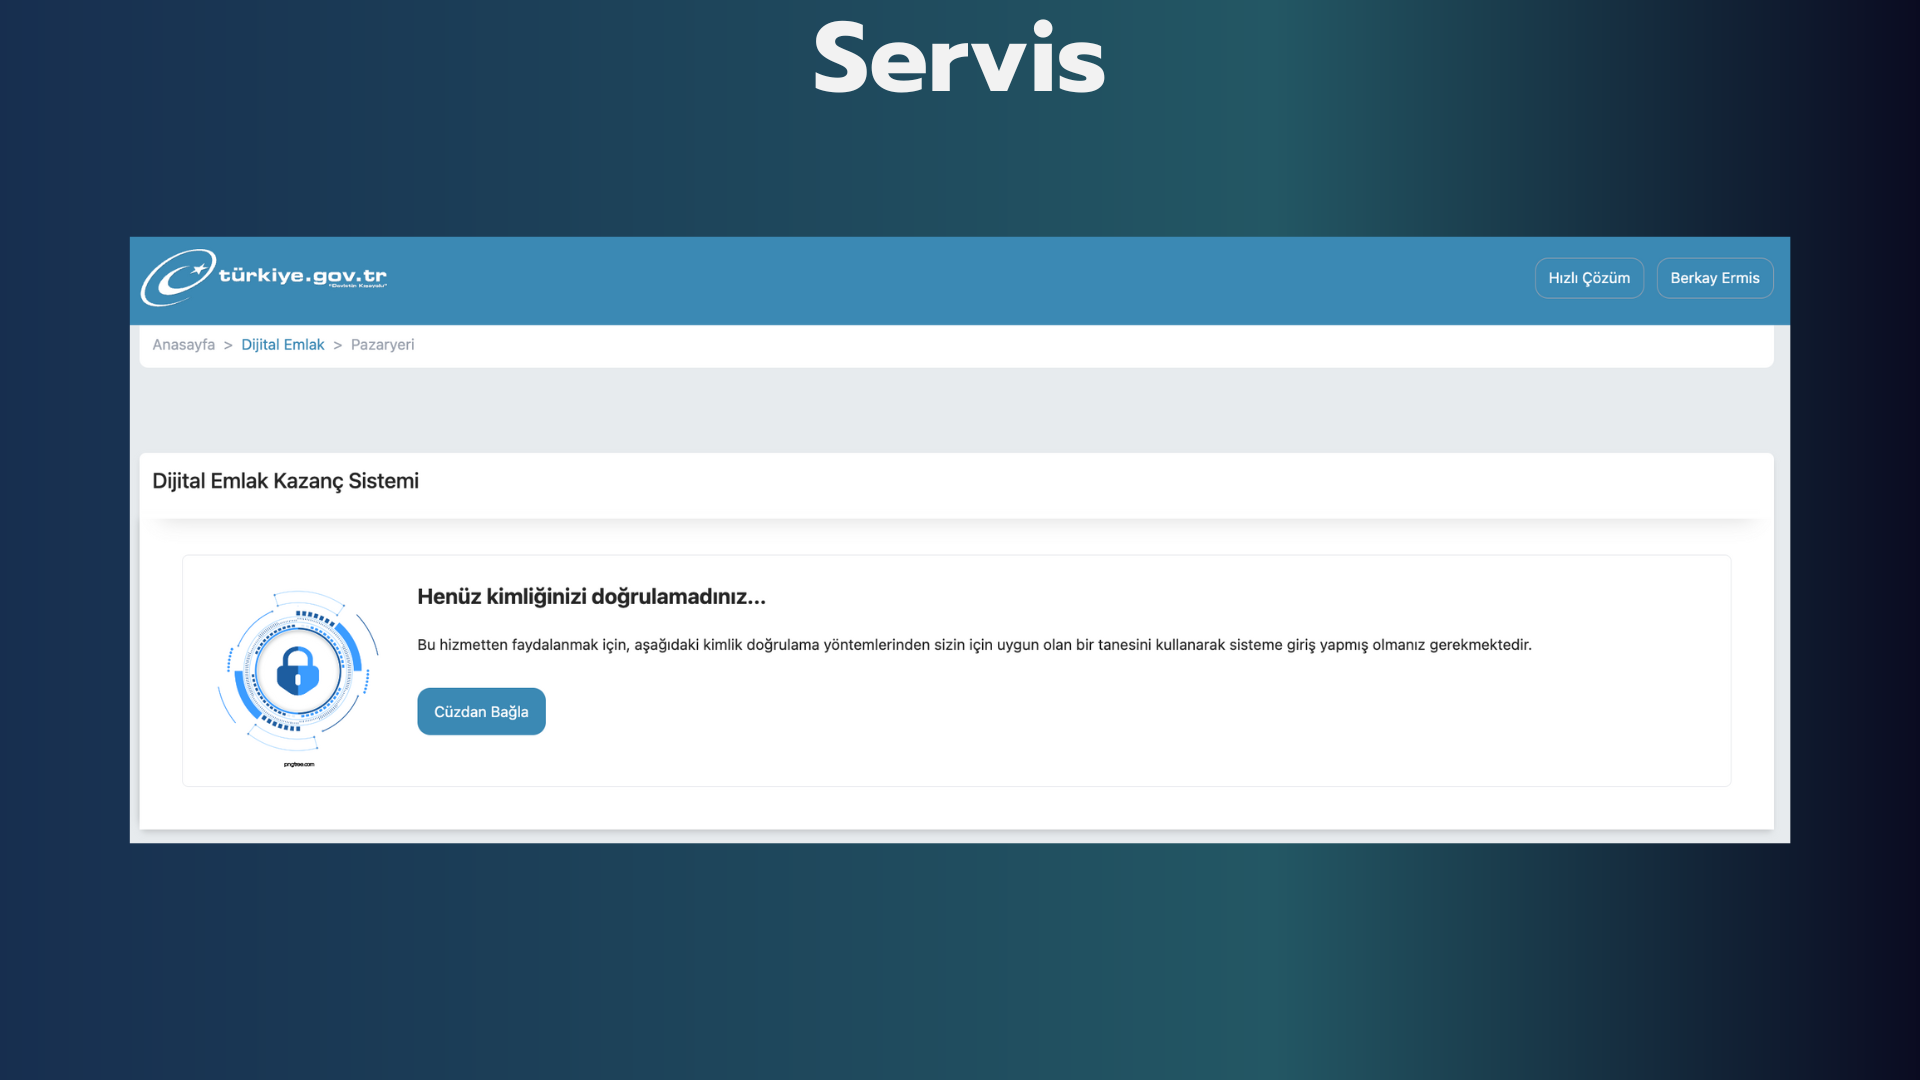 Servis
türkiye.gov.tr
"Devletin Kısayolu"
Hızlı Çözüm
Berkay Ermis
Anasayfa > Dijital Emlak > Pazaryeri
Dijital Emlak Kazanç Sistemi
Henüz kimliğinizi doğrulamadınız...
Bu hizmetten faydalanmak için, aşağıdaki kimlik doğrulama yöntemlerinden sizin için uygun olan bir tanesini kullanarak sisteme giriş yapmış olmanız gerekmektedir.
Cüzdan Bağla
pngtree.com